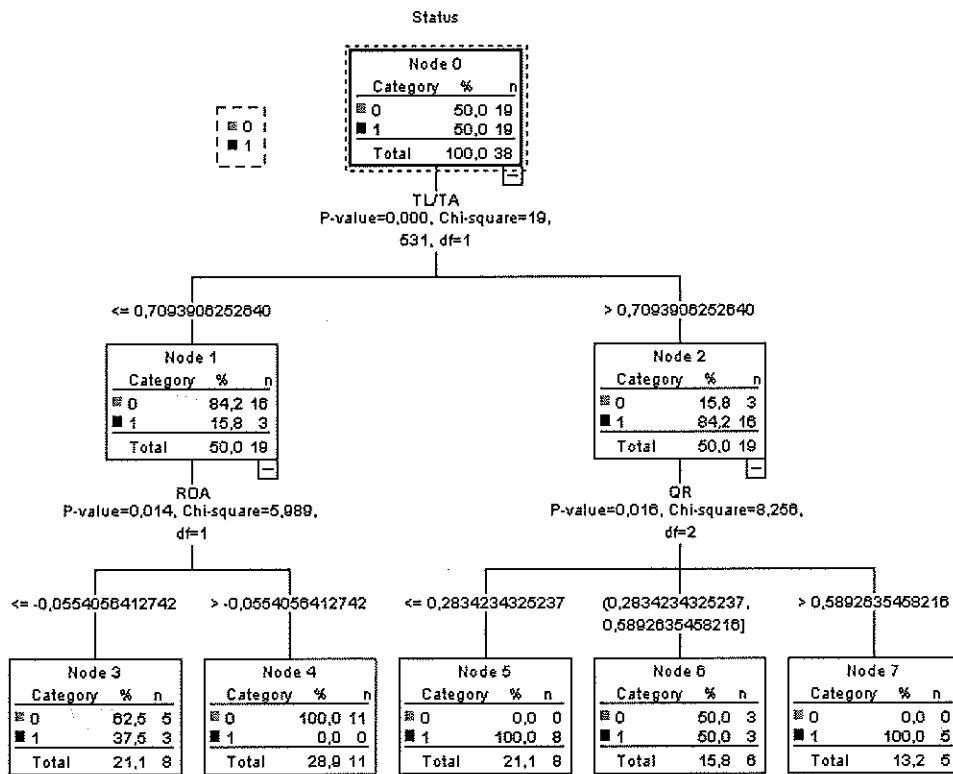 Status
Node 0
Category % n
0 50,0 19
1 50,0 19
Total 100,0 38
0
1
TL/TA
P-value=0,000, Chi-square=19,
531, df=1
<= 0,7093906252640
> 0,7093906252640
Node 1
Category % n
0 84,2 16
1 15,8 3
Total 50,0 19
Node 2
Category % n
0 15,8 3
1 84,2 16
Total 50,0 19
ROA
P-value=0,014, Chi-square=5,989,
df=1
QR
P-value=0,016, Chi-square=8,256,
df=2
<= -0,0554056412742
> -0,0554056412742
<= 0,2834234325237
(0,2834234325237,
0,5892635458216]
> 0,5892635458216
Node 3
Category % n
0 62,5 5
1 37,5 3
Total 21,1 8
Node 4
Category % n
0 100,0 11
1 0,0 0
Total 28,9 11
Node 5
Category % n
0 0,0 0
1 100,0 8
Total 21,1 8
Node 6
Category % n
0 50,0 3
1 50,0 3
Total 15,8 6
Node 7
Category % n
0 0,0 0
1 100,0 5
Total 13,2 5